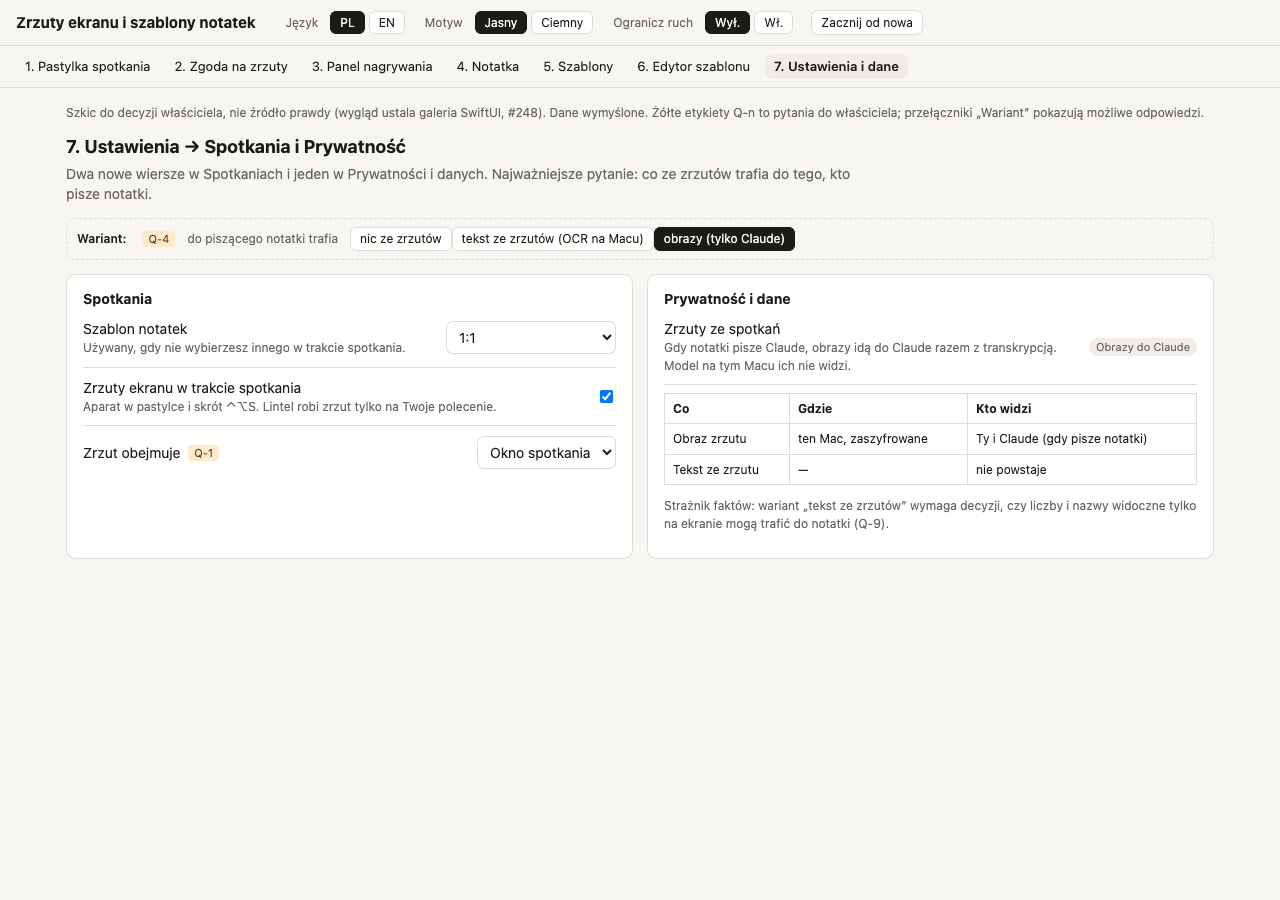 Zrzuty ekranu i szablony notatek Język PL EN Motyw Jasny Ciemny Ogranicz ruch Wył. Wł. Zacznij od nowa
1. Pastylka spotkania 2. Zgoda na zrzuty 3. Panel nagrywania 4. Notatka 5. Szablony 6. Edytor szablonu 7. Ustawienia i dane
Szkic do decyzji właściciela, nie źródło prawdy (wygląd ustala galeria SwiftUI, #248). Dane wymyślone. Żółte etykiety Q-n to pytania do właściciela; przełączniki „Wariant” pokazują możliwe odpowiedzi.
7. Ustawienia → Spotkania i Prywatność
Dwa nowe wiersze w Spotkaniach i jeden w Prywatności i danych. Najważniejsze pytanie: co ze zrzutów trafia do tego, kto
pisze notatki.
Wariant: Q-4 do piszącego notatki trafia nic ze zrzutów tekst ze zrzutów (OCR na Macu) obrazy (tylko Claude)
Spotkania
Szablon notatek
Używany, gdy nie wybierzesz innego w trakcie spotkania.
1:1
Zrzuty ekranu w trakcie spotkania
Aparat w pastylce i skrót ⌃⌥S. Lintel robi zrzut tylko na Twoje polecenie.
Zrzut obejmuje Q-1 Okno spotkania
Prywatność i dane
Zrzuty ze spotkań
Gdy notatki pisze Claude, obrazy idą do Claude razem z transkrypcją.
Model na tym Macu ich nie widzi.
Obrazy do Claude
Co Gdzie Kto widzi
Obraz zrzutu ten Mac, zaszyfrowane Ty i Claude (gdy pisze notatki)
Tekst ze zrzutu — nie powstaje
Strażnik faktów: wariant „tekst ze zrzutów” wymaga decyzji, czy liczby i nazwy widoczne tylko
na ekranie mogą trafić do notatki (Q-9).